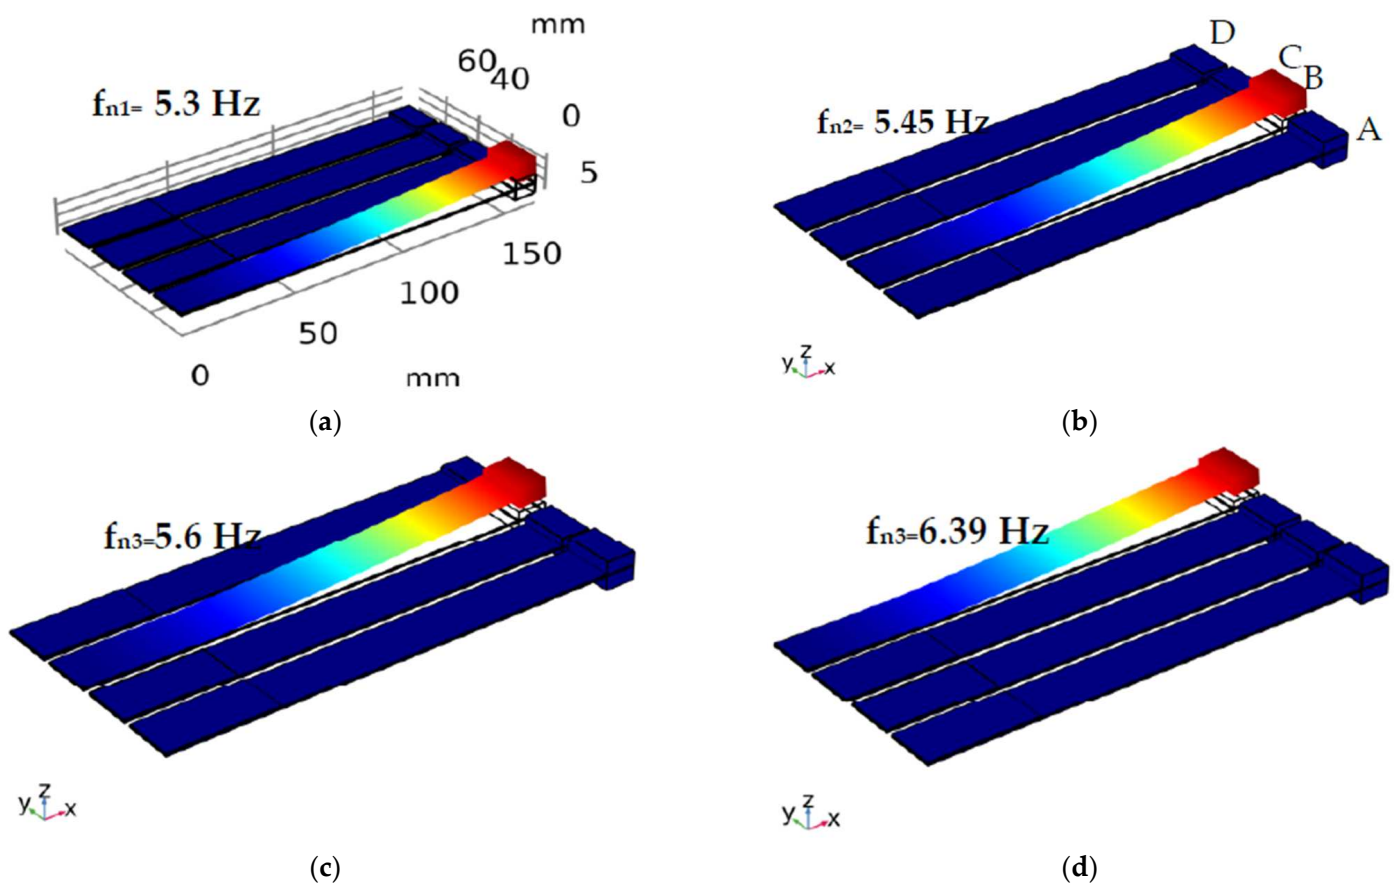 mm
60
40
0
5
fn1= 5.3 Hz
150
100
50
0
mm
(a)
D
C
B
A
fn2= 5.45 Hz
z
y
x
(b)
fn3=5.6 Hz
z
y
x
(c)
fn3=6.39 Hz
z
y
x
(d)